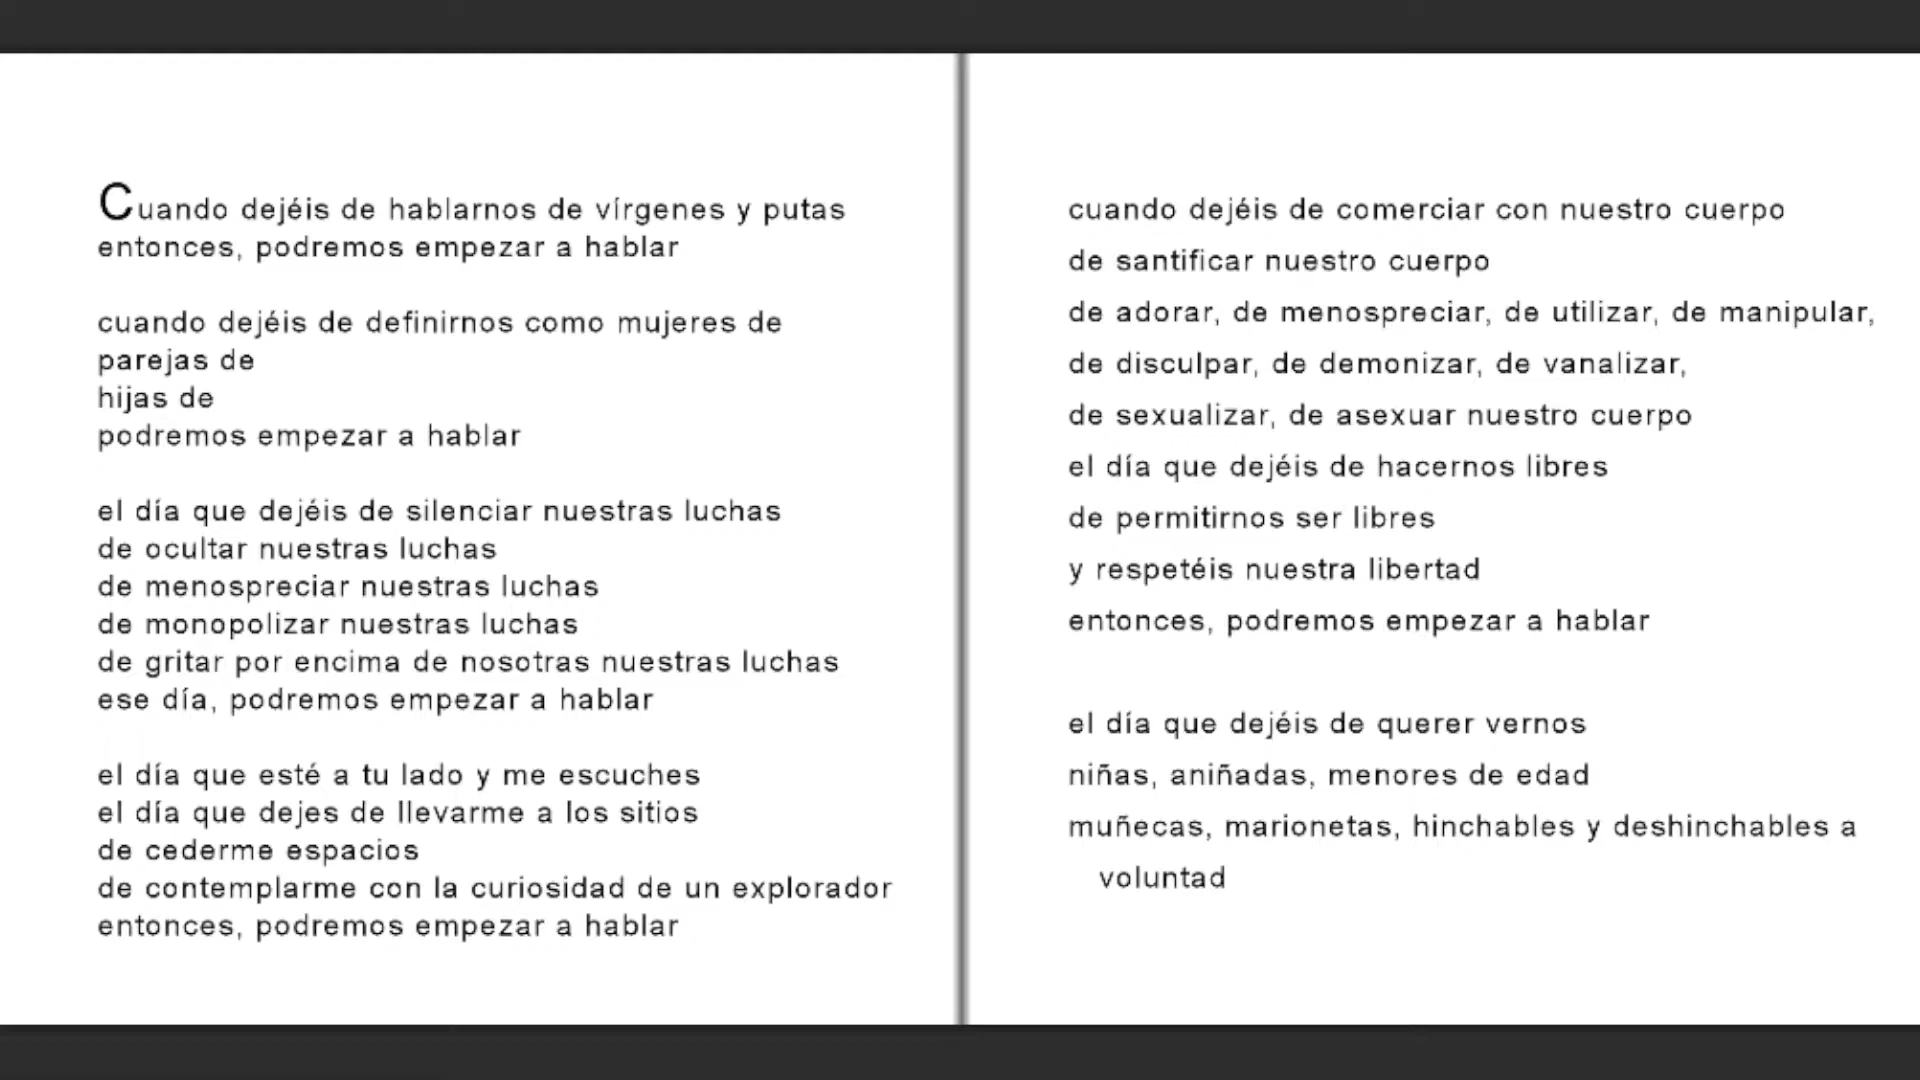 Cuando dejéis de hablarnos de vírgenes y putas
entonces, podremos empezar a hablar
cuando dejéis de definirnos como mujeres de
parejas de
hijas de
podremos empezar a hablar
el día que dejéis de silenciar nuestras luchas
de ocultar nuestras luchas
de menospreciar nuestras luchas
de monopolizar nuestras luchas
de gritar por encima de nosotras nuestras luchas
ese día, podremos empezar a hablar
el día que esté a tu lado y me escuches
el día que dejes de llevarme a los sitios
de cederme espacios
de contemplarme con la curiosidad de un explorador
entonces, podremos empezar a hablar
cuando dejéis de comerciar con nuestro cuerpo
de santificar nuestro cuerpo
de adorar, de menospreciar, de utilizar, de manipular,
de disculpar, de demonizar, de vanalizar,
de sexualizar, de asexuar nuestro cuerpo
el día que dejéis de hacernos libres
de permitirnos ser libres
y respetéis nuestra libertad
entonces, podremos empezar a hablar
el día que dejéis de querer vernos
niñas, aniñadas, menores de edad
muñecas, marionetas, hinchables y deshinchables a
voluntad